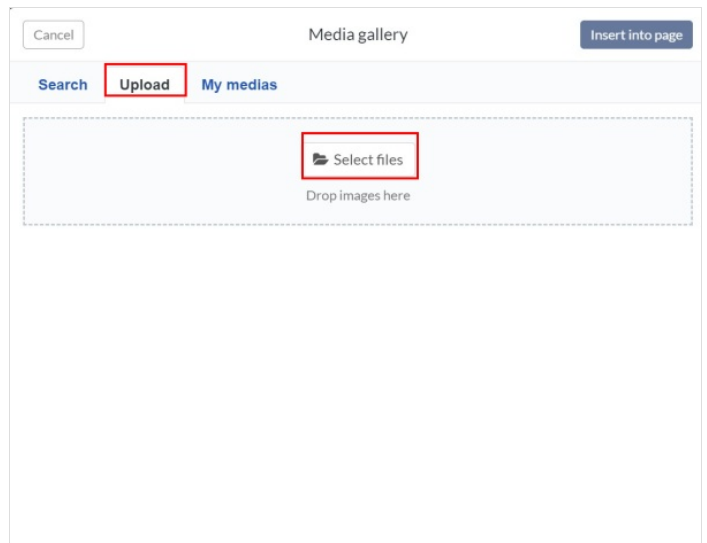 Cancel Media gallery Insert into page
Search Upload My medias
Select files
Drop images here